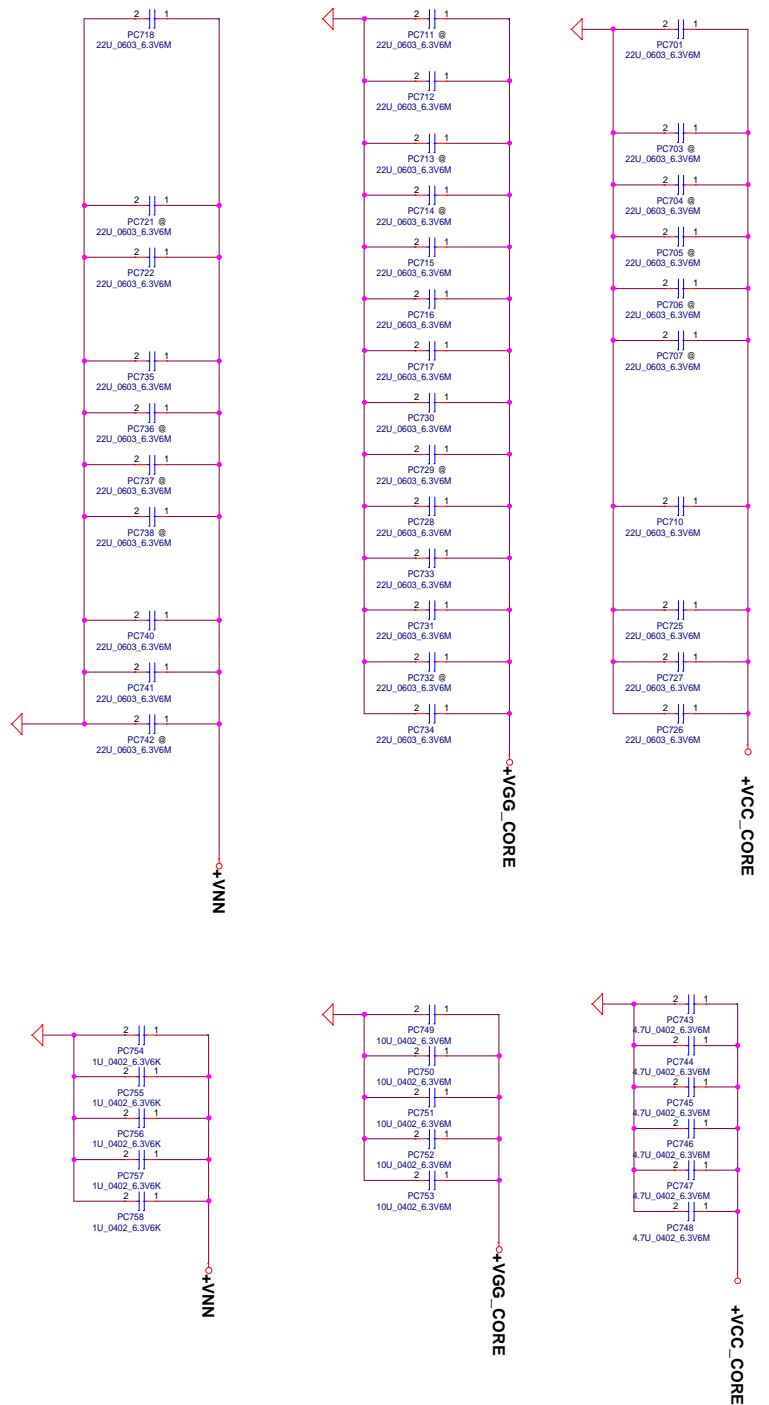 2 1
PC718
22U_0603_6.3V6M
2 1
PC721 @
22U_0603_6.3V6M
2 1
PC722
22U_0603_6.3V6M
2 1
PC735
22U_0603_6.3V6M
2 1
PC736 @
22U_0603_6.3V6M
2 1
PC737 @
22U_0603_6.3V6M
2 1
PC738 @
22U_0603_6.3V6M
2 1
PC740
22U_0603_6.3V6M
2 1
PC741
22U_0603_6.3V6M
2 1
PC742 @
22U_0603_6.3V6M
+VNN
2 1
PC711 @
22U_0603_6.3V6M
2 1
PC712
22U_0603_6.3V6M
2 1
PC713 @
22U_0603_6.3V6M
2 1
PC714 @
22U_0603_6.3V6M
2 1
PC715
22U_0603_6.3V6M
2 1
PC716
22U_0603_6.3V6M
2 1
PC717
22U_0603_6.3V6M
2 1
PC730
22U_0603_6.3V6M
2 1
PC729 @
22U_0603_6.3V6M
2 1
PC728
22U_0603_6.3V6M
2 1
PC733
22U_0603_6.3V6M
2 1
PC731
22U_0603_6.3V6M
2 1
PC732 @
22U_0603_6.3V6M
2 1
PC734
22U_0603_6.3V6M
+VGG_CORE
2 1
PC701
22U_0603_6.3V6M
2 1
PC703 @
22U_0603_6.3V6M
2 1
PC704 @
22U_0603_6.3V6M
2 1
PC705 @
22U_0603_6.3V6M
2 1
PC706 @
22U_0603_6.3V6M
2 1
PC707 @
22U_0603_6.3V6M
2 1
PC710
22U_0603_6.3V6M
2 1
PC725
22U_0603_6.3V6M
2 1
PC727
22U_0603_6.3V6M
2 1
PC726
22U_0603_6.3V6M
+VCC_CORE
2 1
PC754
1U_0402_6.3V6K
2 1
PC755
1U_0402_6.3V6K
2 1
PC756
1U_0402_6.3V6K
2 1
PC757
1U_0402_6.3V6K
2 1
PC758
1U_0402_6.3V6K
+VNN
2 1
PC749
10U_0402_6.3V6M
2 1
PC750
10U_0402_6.3V6M
2 1
PC751
10U_0402_6.3V6M
2 1
PC752
10U_0402_6.3V6M
2 1
PC753
10U_0402_6.3V6M
+VGG_CORE
2 1
PC743
4.7U_0402_6.3V6M
2 1
PC744
4.7U_0402_6.3V6M
2 1
PC745
4.7U_0402_6.3V6M
2 1
PC746
4.7U_0402_6.3V6M
2 1
PC747
4.7U_0402_6.3V6M
2 1
PC748
4.7U_0402_6.3V6M
+VCC_CORE